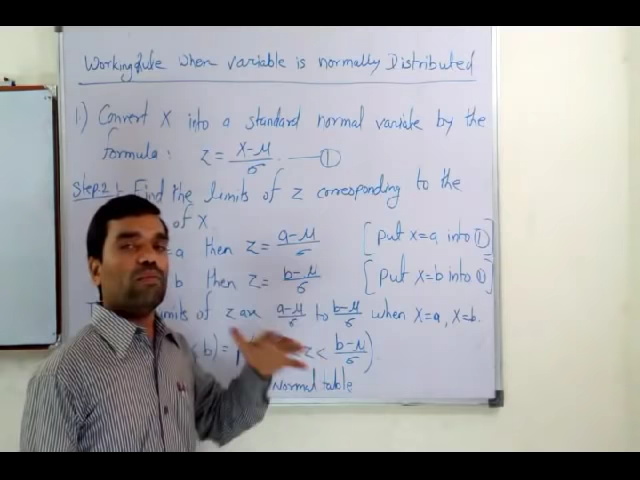 Working Rule when variable is normally Distributed
1.) Convert X into a standard normal variate by the
formula: z = (X-μ)/σ ——①
Step.2 :- Find the limits of z corresponding to the
of X
a then z = (a-μ)/σ [put X=a, into ①]
b then z = (b-μ)/σ [put X=b into ①]
limits of z are (a-μ)/σ to (b-μ)/σ when X=a, X=b.
< b) = z < (b-μ)/σ)
Normal table